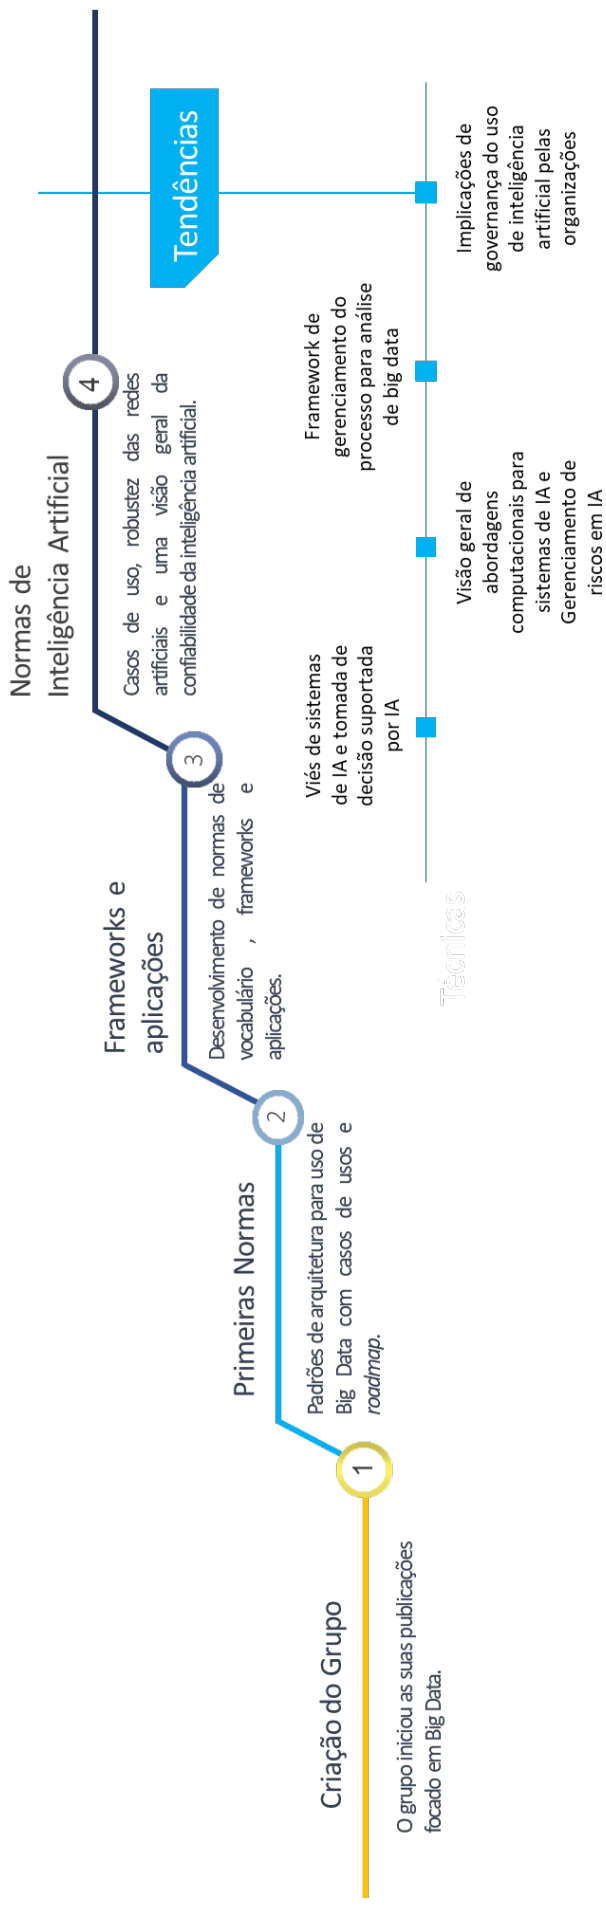 Criação do Grupo
O grupo iniciou as suas publicações
focado em Big Data.
1
Primeiras Normas
Padrões de arquitetura para uso de
Big Data com casos de usos e
roadmap.
2
Frameworks e
aplicações
Desenvolvimento de normas de
vocabulário , frameworks e
aplicações.
3
Normas de
Inteligência Artificial
Casos de uso, robustez das redes
artificiais e uma visão geral da
confiabilidade da inteligência artificial.
4
Tendências
Técnicas
Viés de sistemas
de IA e tomada de
decisão suportada
por IA
Visão geral de
abordagens
computacionais para
sistemas de IA e
Gerenciamento de
riscos em IA
Framework de
gerenciamento do
processo para análise
de big data
Implicações de
governança do uso
de inteligência
artificial pelas
organizações